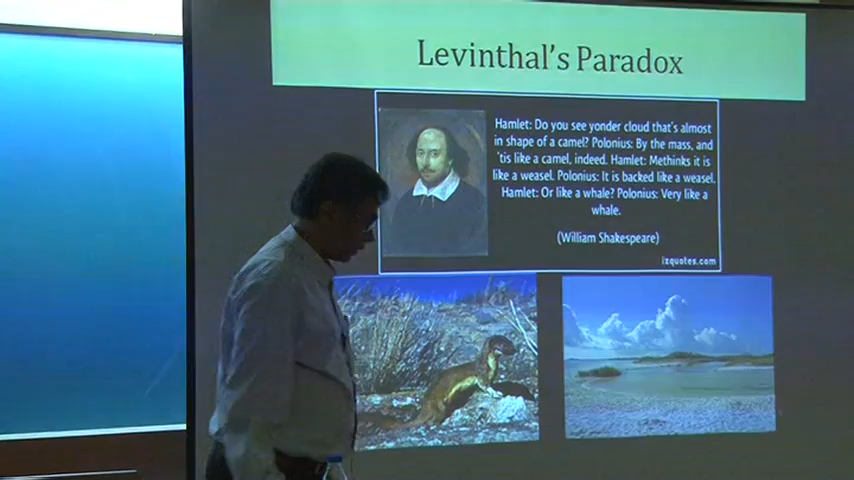 Levinthal's Paradox
Hamlet: Do you see yonder cloud that's almost
in shape of a camel? Polonius: By the mass, and
'tis like a camel, indeed. Hamlet: Methinks it is
like a weasel. Polonius: It is backed like a weasel.
Hamlet: Or like a whale? Polonius: Very like a
whale.
(William Shakespeare)
izquotes.com